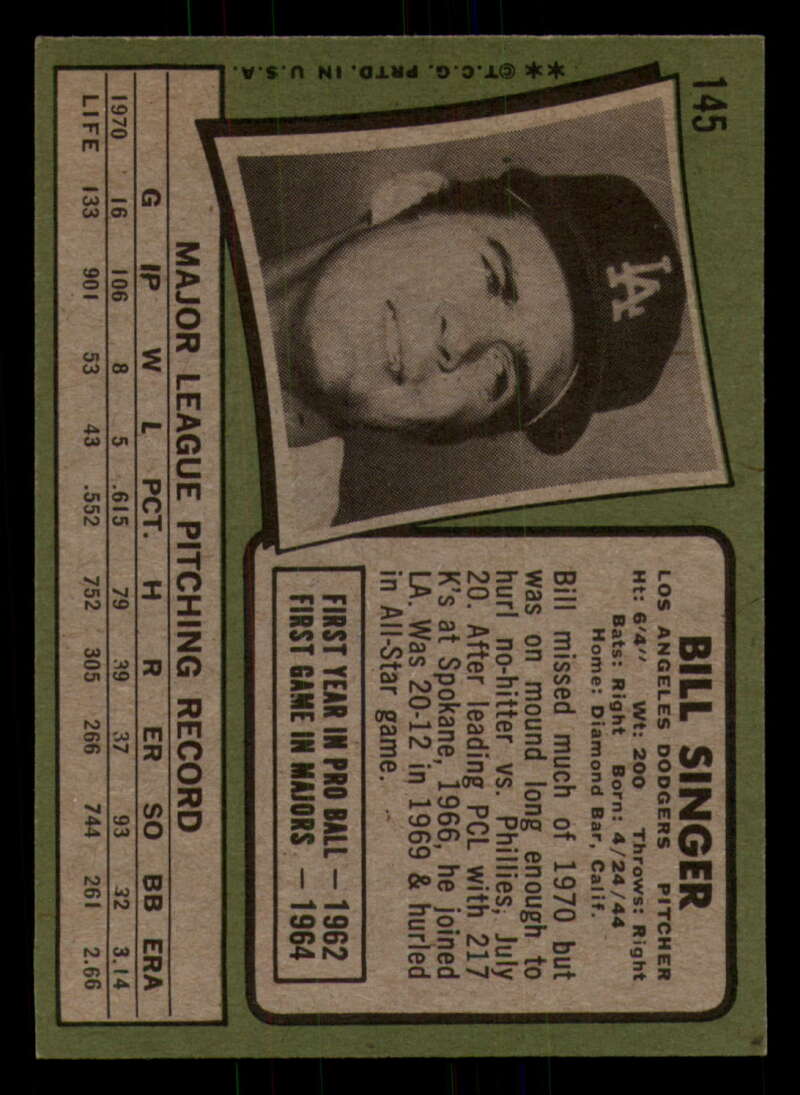 145
LA
BILL SINGER
LOS ANGELES DODGERS PITCHER
Ht: 6'4" Wt: 200 Throws: Right
Bats: Right Born: 4/24/44
Home: Diamond Bar, Calif.
Bill missed much of 1970 but
was on mound long enough to
hurl no-hitter vs. Phillies, July
20. After leading PCL with 217
K's at Spokane, 1966, he joined
LA. Was 20-12 in 1969 & hurled
in All-Star game.
FIRST YEAR IN PRO BALL — 1962
FIRST GAME IN MAJORS — 1964
MAJOR LEAGUE PITCHING RECORD
G IP W L PCT. H R ER SO BB ERA
1970 16 106 8 5 .615 79 39 37 93 32 3.14
LIFE 133 901 53 43 .552 752 305 266 744 261 2.66
**©T.C.G. PRTD. IN U.S.A.